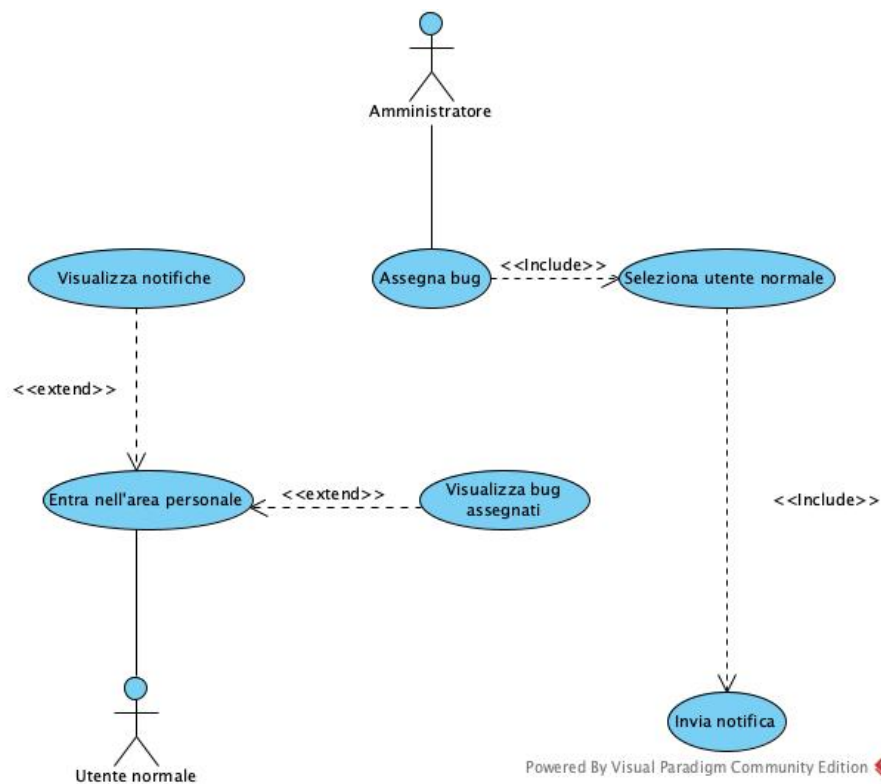 Amministratore
Visualizza notifiche
Assegna bug
<<Include>>
Seleziona utente normale
<<extend>>
Entra nell'area personale
<<extend>>
Visualizza bug
assegnati
<<Include>>
Invia notifica
Utente normale
Powered By Visual Paradigm Community Edition